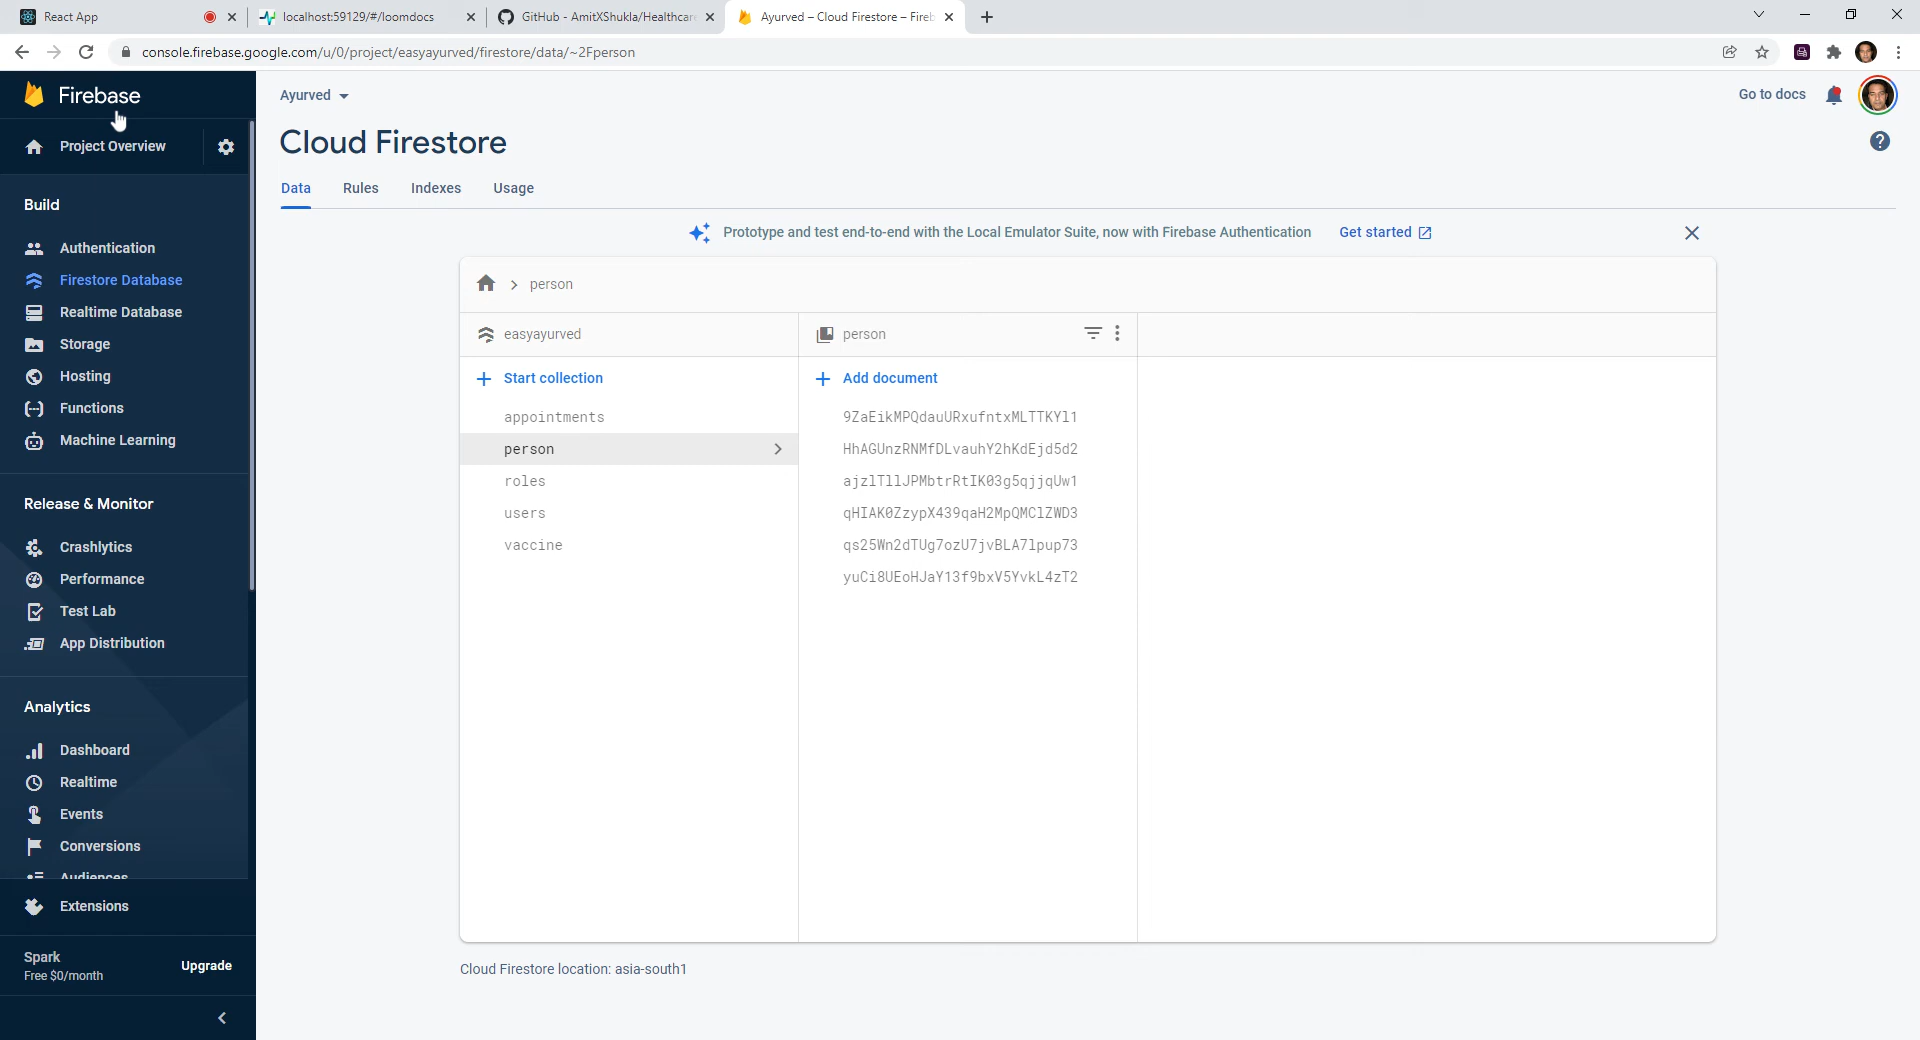 React App
localhost:59129/#/loomdocs
GitHub - AmitXShukla/Healthcar
Ayurved – Cloud Firestore – Fireb
console.firebase.google.com/u/0/project/easyayurved/firestore/data/~2Fperson
Firebase
Project Overview
Build
Authentication
Firestore Database
Realtime Database
Storage
Hosting
Functions
Machine Learning
Release & Monitor
Crashlytics
Performance
Test Lab
App Distribution
Analytics
Dashboard
Realtime
Events
Conversions
Audiences
Extensions
Spark
Free $0/month
Upgrade
Ayurved
Go to docs
Cloud Firestore
Data
Rules
Indexes
Usage
Prototype and test end-to-end with the Local Emulator Suite, now with Firebase Authentication
Get started
person
easyayurved
Start collection
appointments
person
roles
users
vaccine
person
Add document
9ZaEikMPQdauURxufntxMLTTKYl1
HhAGUnzRNMfDLvauhY2hKdEjd5d2
ajzlTllJPMbtrRtIK03g5qjjqUw1
qHIAK0ZzypX439qaH2MpQMClZWD3
qs25Wn2dTUg7ozU7jvBLA7lpup73
yuCi8UEoHJaY13f9bxV5YvkL4zT2
Cloud Firestore location: asia-south1